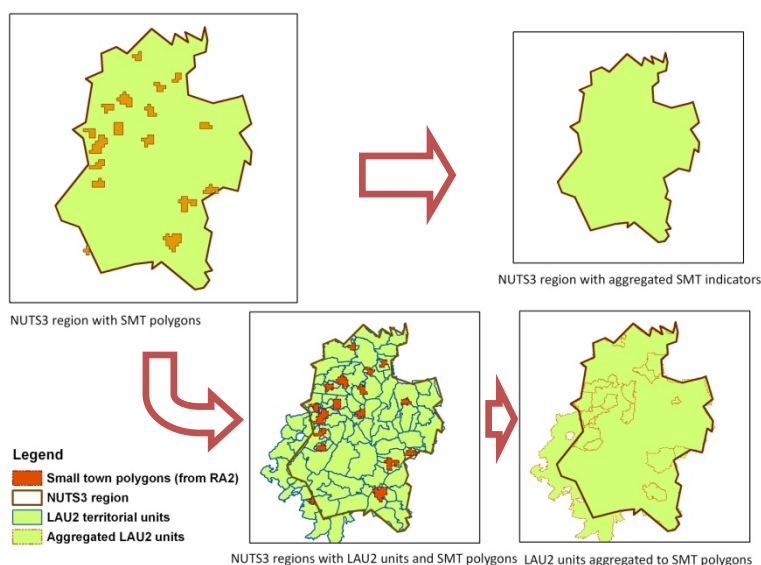 NUTS3 region with SMT polygons
NUTS3 region with aggregated SMT indicators
Legend
Small town polygons (from RA2)
NUTS3 region
LAU2 territorial units
Aggregated LAU2 units
NUTS3 regions with LAU2 units and SMT polygons
LAU2 units aggregated to SMT polygons